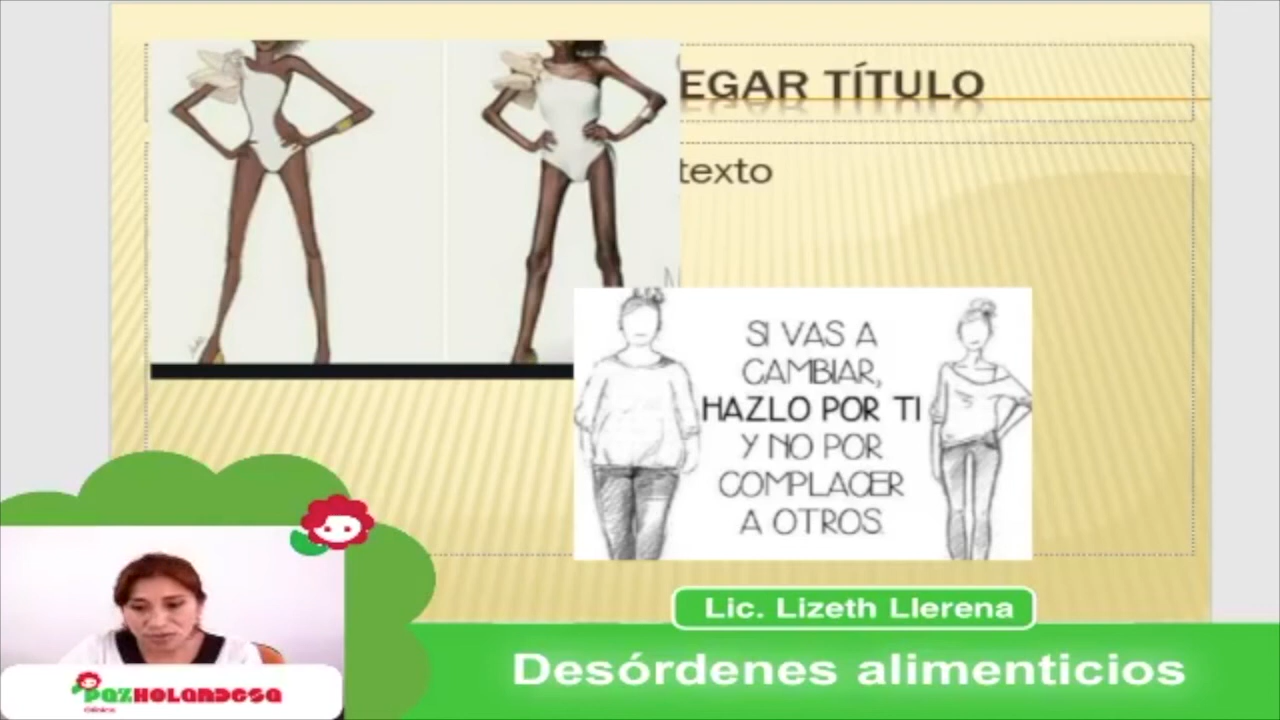 EGAR TÍTULO
texto
SI VAS A
CAMBIAR,
HAZLO POR TI
Y NO POR
COMPLACER
A OTROS.
Lic. Lizeth Llerena
Desórdenes alimenticios
PAZHOLANDESA